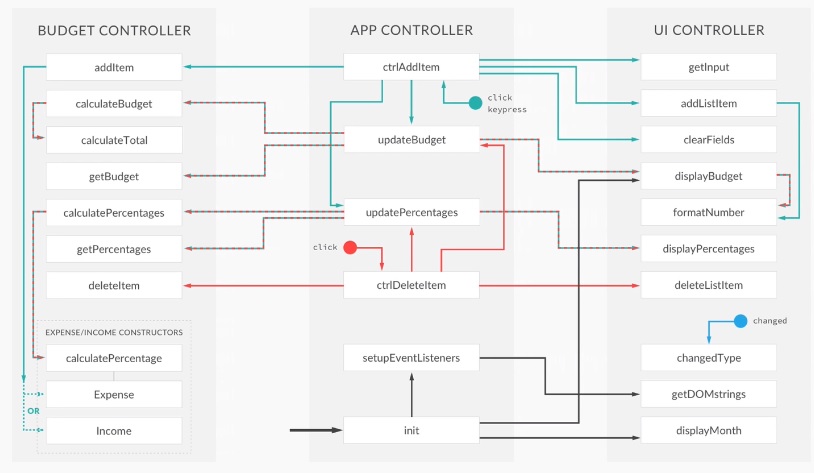 BUDGET CONTROLLER
APP CONTROLLER
UI CONTROLLER
addItem
ctrlAddItem
getInput
calculateBudget
click
keypress
addListItem
calculateTotal
updateBudget
clearFields
getBudget
displayBudget
calculatePercentages
updatePercentages
formatNumber
getPercentages
click
displayPercentages
deleteItem
ctrlDeleteItem
deleteListItem
changed
EXPENSE/INCOME CONSTRUCTORS
calculatePercentage
setupEventListeners
changedType
Expense
getDOMstrings
OR
Income
init
displayMonth